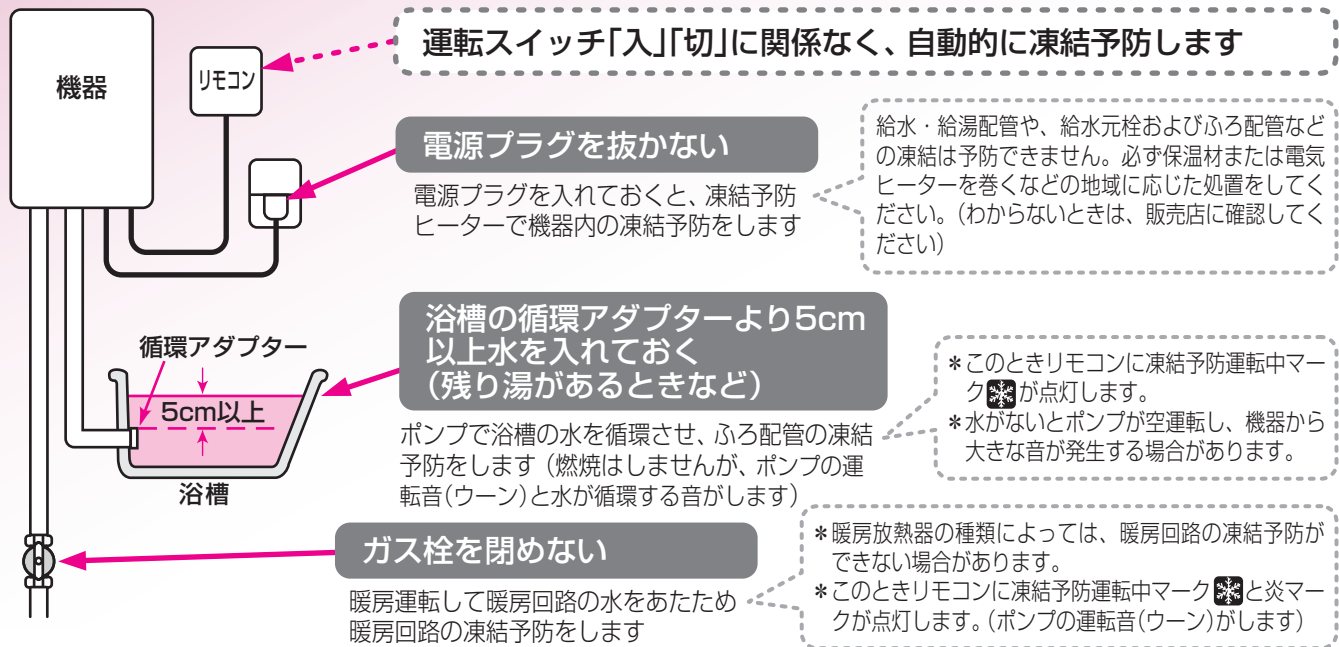 機器
リモコン
運転スイッチ「入」「切」に関係なく、自動的に凍結予防します
電源プラグを抜かない
電源プラグを入れておくと、凍結予防
ヒーターで機器内の凍結予防をします
給水・給湯配管や、給水元栓およびふろ配管など
の凍結は予防できません。必ず保温材または電気
ヒーターを巻くなどの地域に応じた処置をしてく
ださい。(わからないときは、販売店に確認してく
ださい)
循環アダプター
5cm以上
浴槽
浴槽の循環アダプターより5cm
以上水を入れておく
(残り湯があるときなど)
ポンプで浴槽の水を循環させ、ふろ配管の凍結
予防をします(燃焼はしませんが、ポンプの運
転音(ウーン)と水が循環する音がします)
*このときリモコンに凍結予防運転中マー
クが点灯します。
*水がないとポンプが空運転し、機器から
大きな音が発生する場合があります。
ガス栓を閉めない
暖房運転して暖房回路の水をあたため
暖房回路の凍結予防をします
*暖房放熱器の種類によっては、暖房回路の凍結予防が
できない場合があります。
*このときリモコンに凍結予防運転中マークと炎マー
クが点灯します。(ポンプの運転音(ウーン)がします)